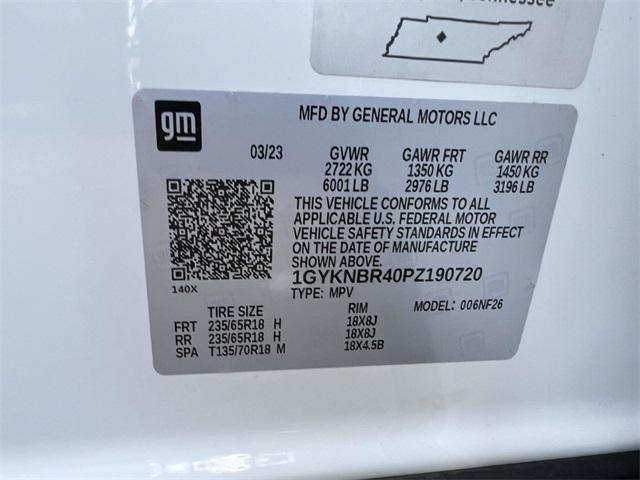 Tennessee
gm
MFD BY GENERAL MOTORS LLC
03/23 GVWR GAWR FRT GAWR RR
2722 KG 1350 KG 1450 KG
6001 LB 2976 LB 3196 LB
THIS VEHICLE CONFORMS TO ALL
APPLICABLE U.S. FEDERAL MOTOR
VEHICLE SAFETY STANDARDS IN EFFECT
ON THE DATE OF MANUFACTURE
SHOWN ABOVE.
140X
1GYKNBR40PZ190720
TYPE: MPV MODEL: 006NF26
TIRE SIZE RIM
FRT 235/65R18 H 18X8J
RR 235/65R18 H 18X8J
SPA T135/70R18 M 18X4.5B